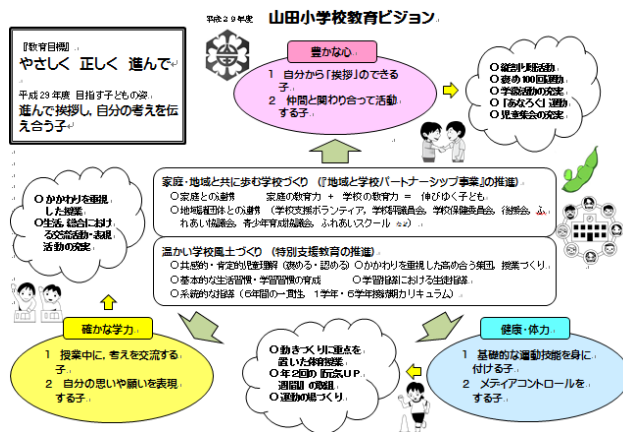 平成29年度 山田小学校教育ビジョン
『教育目標』
やさしく 正しく 進んで
平成29年度 目指す子どもの姿
進んで挨拶し、自分の考えを伝
え合う子
豊かな心
1 自分から「挨拶」のできる
子
2 仲間と関わり合って活動
する子
○縦割り班活動
○褒め100回運動
○学習活動の充実
○「あなろぐ」運動
○児童集会の充実
家庭・地域と共に歩む学校づくり (『地域と学校パートナーシップ事業』の推進)
○家庭との連携 家庭の教育力 + 学校の教育力 = 伸びゆく子ども
○地域諸団体との連携 (学校支援ボランティア、学校評議員会、学校保健委員会、後援会、ふ
れあい協議会、青少年育成協議会、ふれあいスクール など)
温かい学校風土づくり (特別支援教育の推進)
○共感的・肯定的児童理解 (褒める・認める) ○かかわりを重視した高め合う集団、授業づくり
○基本的な生活習慣・学習習慣の育成 ○学習指導における生徒指導
○系統的な指導 (6年間の一貫性、1学年・6学年接続期カリキュラム)
○かかわりを重視
した授業
○生活、総合におけ
る交流活動・表現
活動の充実
確かな学力
1 授業中に、考えを交流する
子
2 自分の思いや願いを表現
する子
○動きづくりに重点を
置いた体育授業
○年2回の「元気UP
週間」の取組
○運動の場づくり
健康・体力
1 基礎的な運動技能を身に
付ける子
2 メディアコントロールを
する子